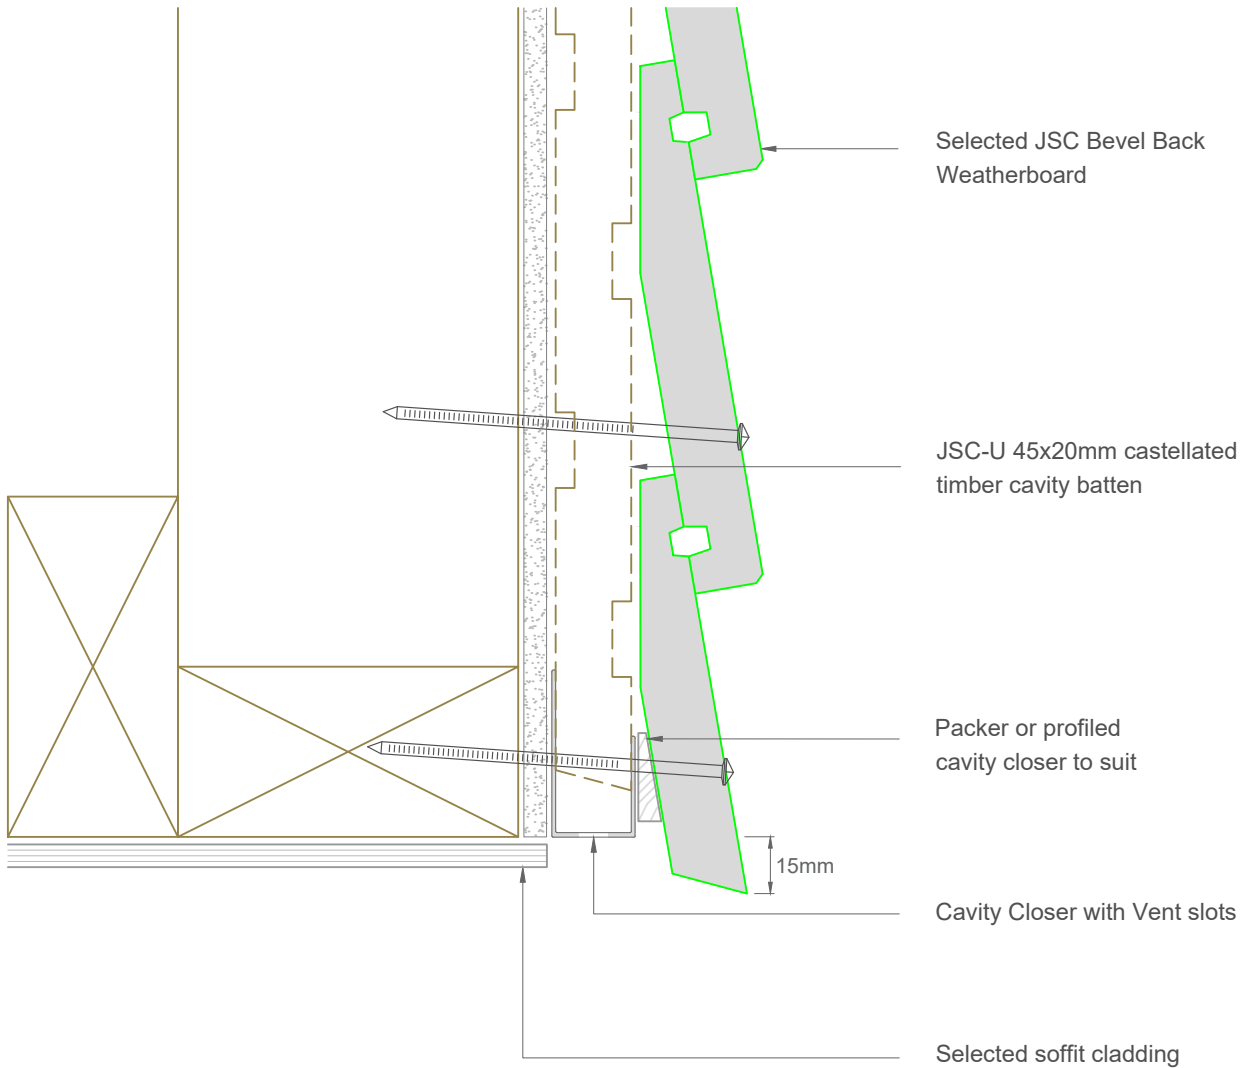 Selected JSC Bevel Back
Weatherboard
JSC-U 45x20mm castellated
timber cavity batten
Packer or profiled
cavity closer to suit
15mm
Cavity Closer with Vent slots
Selected soffit cladding